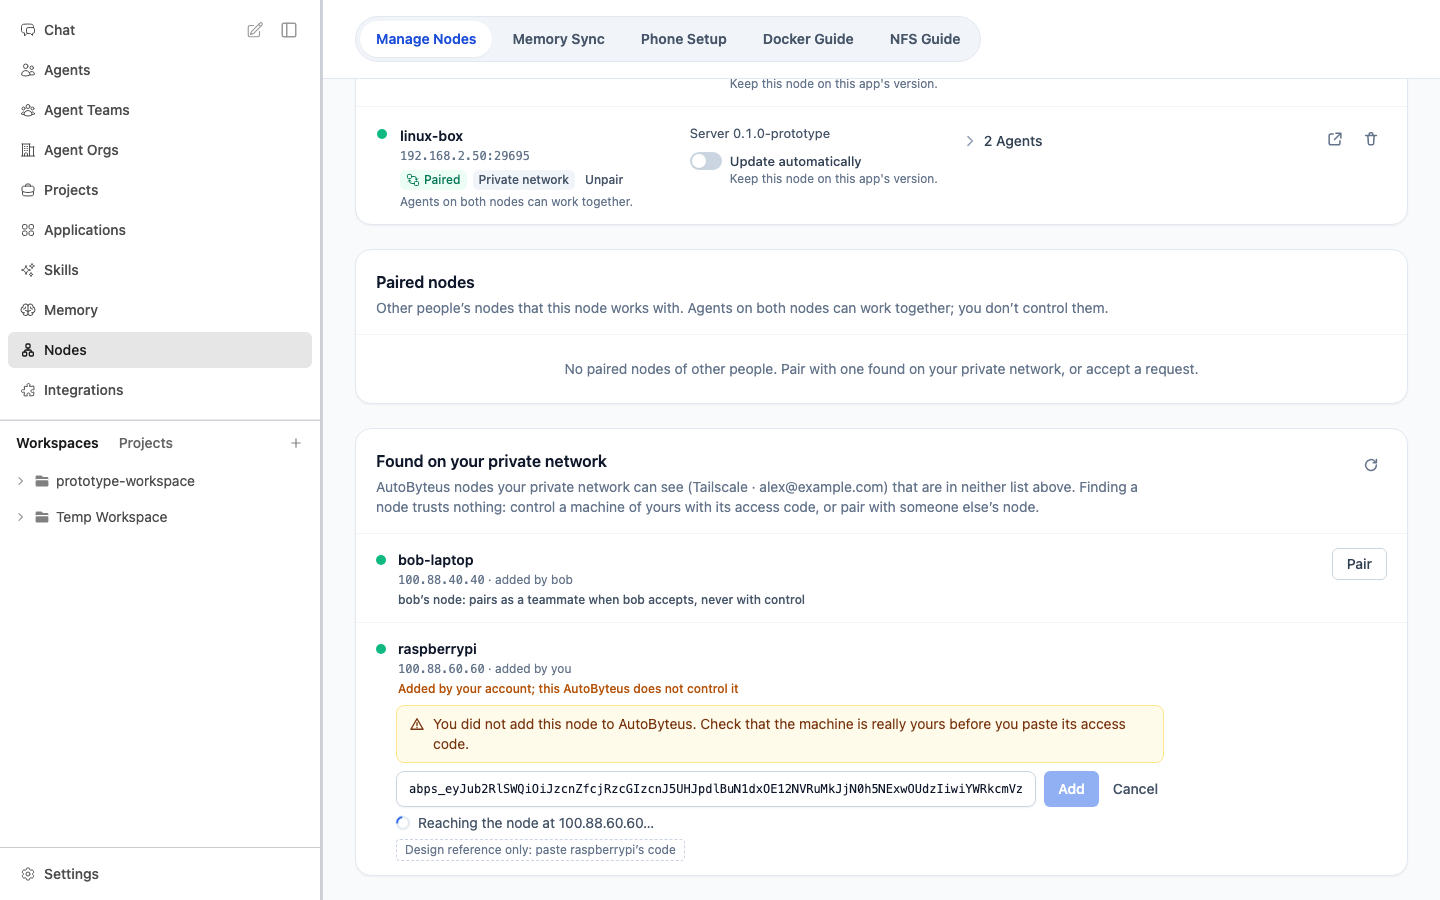 Chat
Agents
Agent Teams
Agent Orgs
Projects
Applications
Skills
Memory
Nodes
Integrations
Workspaces
Projects
prototype-workspace
Temp Workspace
Settings
Manage Nodes
Memory Sync
Phone Setup
Docker Guide
NFS Guide
Keep this node on this app's version.
linux-box
192.168.2.50:29695
Paired
Private network
Unpair
Agents on both nodes can work together.
Server 0.1.0-prototype
Update automatically
Keep this node on this app's version.
2 Agents
Paired nodes
Other people’s nodes that this node works with. Agents on both nodes can work together; you don’t control them.
No paired nodes of other people. Pair with one found on your private network, or accept a request.
Found on your private network
AutoByteus nodes your private network can see (Tailscale · alex@example.com) that are in neither list above. Finding a
node trusts nothing: control a machine of yours with its access code, or pair with someone else’s node.
bob-laptop
100.88.40.40 · added by bob
bob’s node: pairs as a teammate when bob accepts, never with control
Pair
raspberrypi
100.88.60.60 · added by you
Added by your account; this AutoByteus does not control it
You did not add this node to AutoByteus. Check that the machine is really yours before you paste its access
code.
abps_eyJub2RlSWQiOiJzcnZfcjRzcGIzcnJ5UHJpdlBuN1dxOE12NVRuMkJjN0h5NExwOUdzIiwiYWRkcmVz
Add
Cancel
Reaching the node at 100.88.60.60…
Design reference only: paste raspberrypi’s code